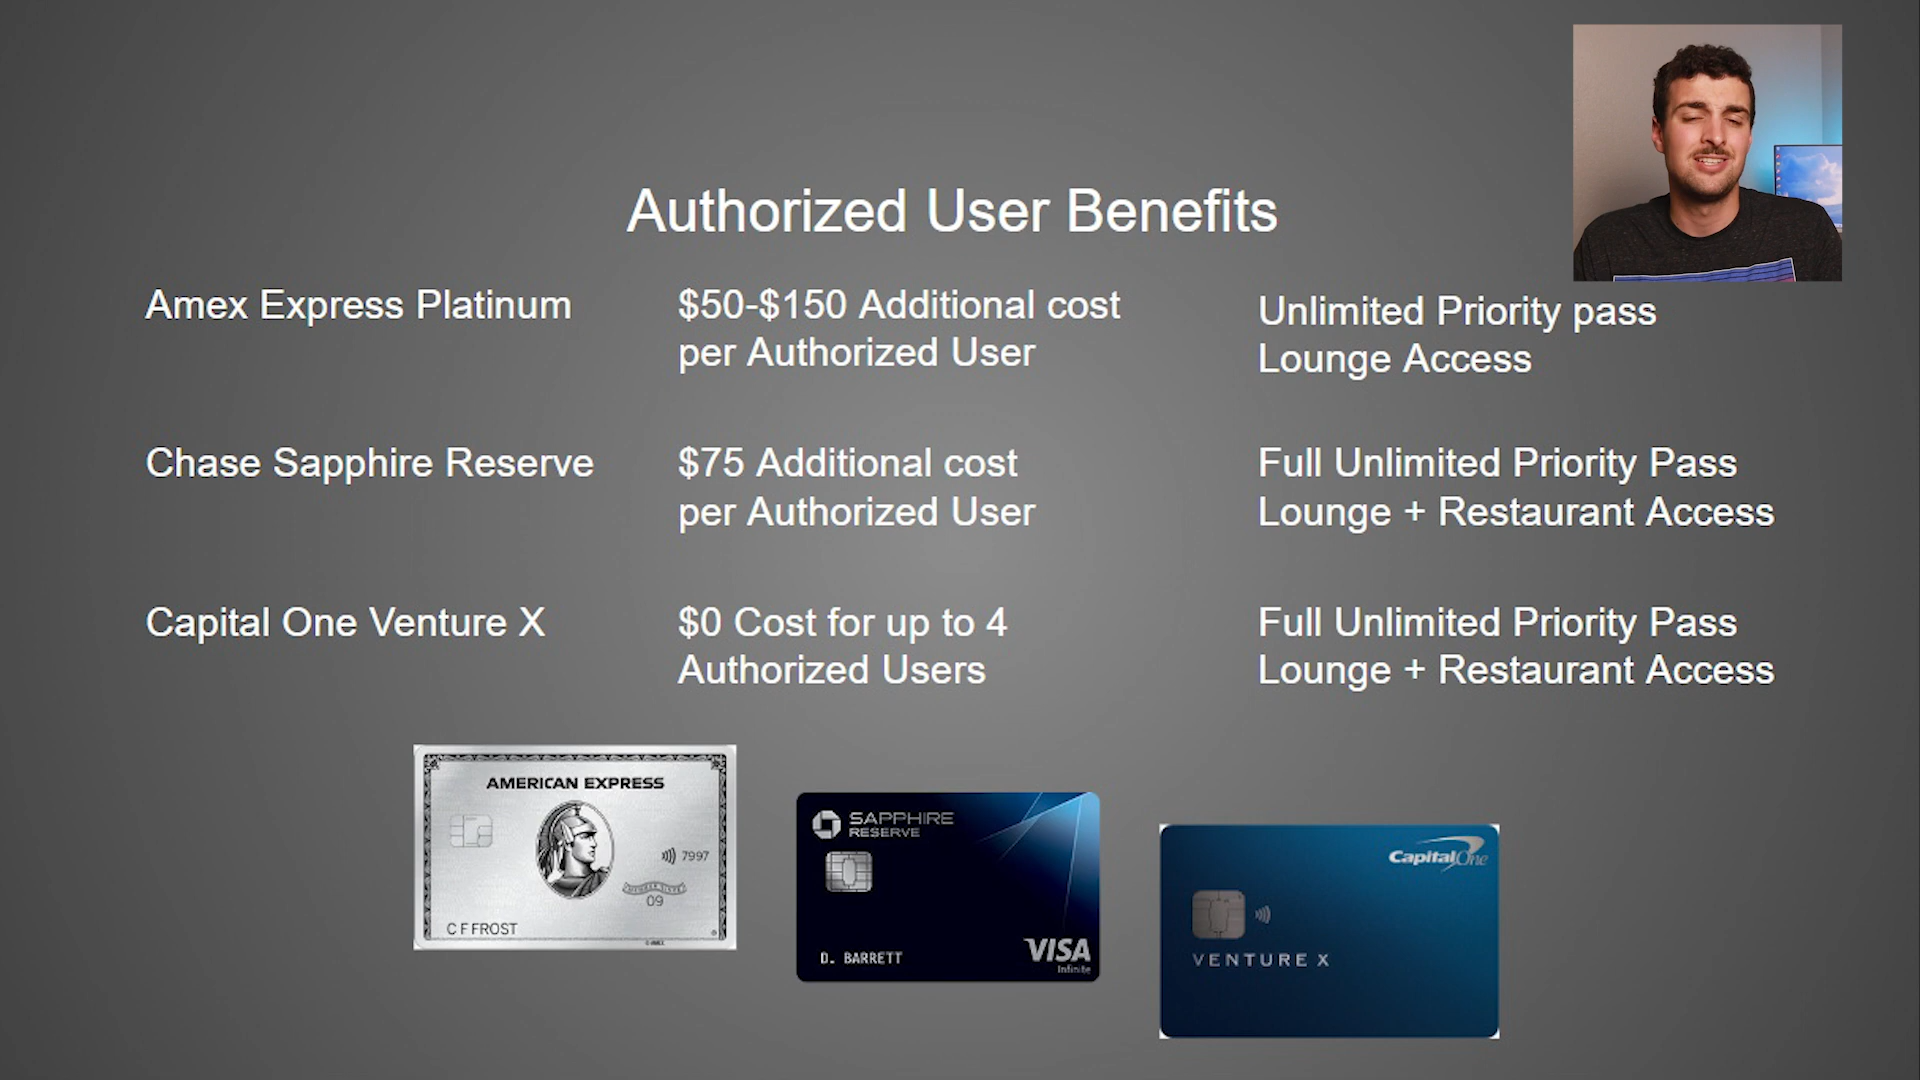 Authorized User Benefits
Amex Express Platinum
$50-$150 Additional cost
per Authorized User
Unlimited Priority pass
Lounge Access
Chase Sapphire Reserve
$75 Additional cost
per Authorized User
Full Unlimited Priority Pass
Lounge + Restaurant Access
Capital One Venture X
$0 Cost for up to 4
Authorized Users
Full Unlimited Priority Pass
Lounge + Restaurant Access
AMERICAN EXPRESS
7997
09
C F FROST
SAPPHIRE
RESERVE
D. BARRETT
VISA
Infinite
CapitalOne
VENTURE X